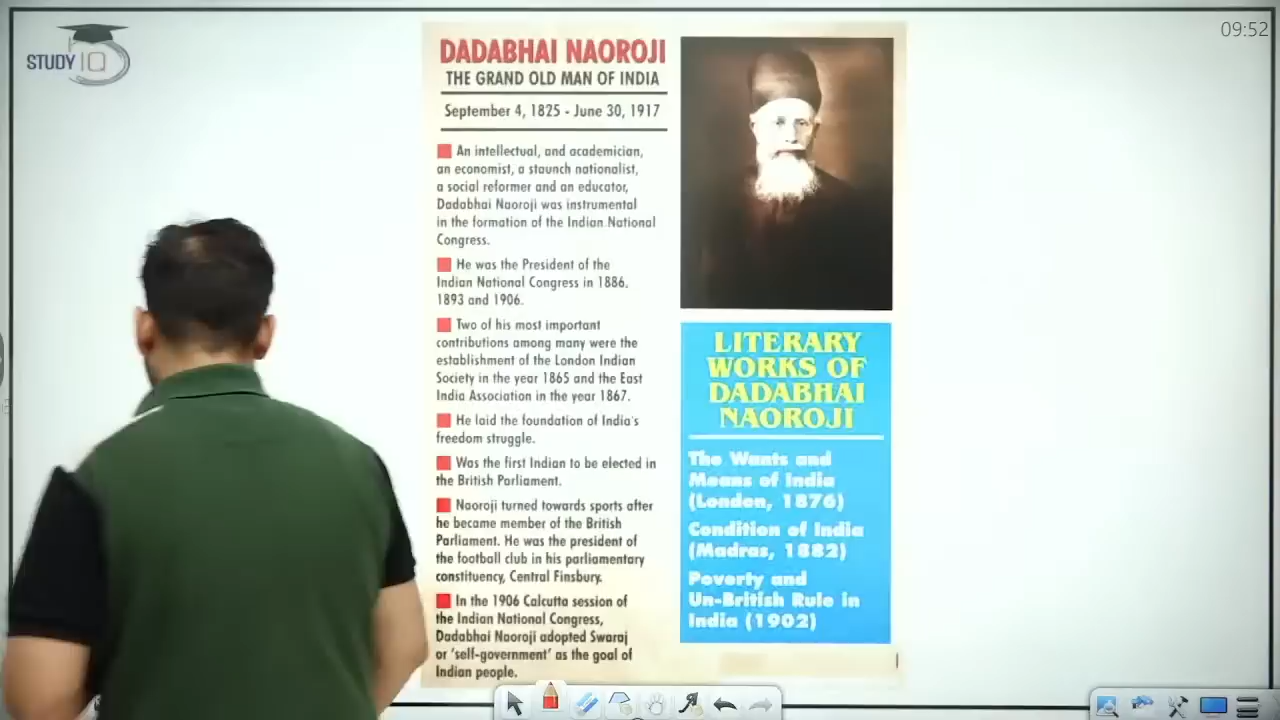 STUDY IQ
09:52
DADABHAI NAOROJI
THE GRAND OLD MAN OF INDIA
September 4, 1825 - June 30, 1917
An intellectual, and academician,
an economist, a staunch nationalist,
a social reformer and an educator,
Dadabhai Naoroji was instrumental
in the formation of the Indian National
Congress.
He was the President of the
Indian National Congress in 1886,
1893 and 1906.
Two of his most important
contributions among many were the
establishment of the London Indian
Society in the year 1865 and the East
India Association in the year 1867.
He laid the foundation of India's
freedom struggle.
Was the first Indian to be elected in
the British Parliament.
Naoroji turned towards sports after
he became member of the British
Parliament. He was the president of
the football club in his parliamentary
constituency, Central Finsbury.
In the 1906 Calcutta session of
the Indian National Congress,
Dadabhai Naoroji adopted Swaraj
or 'self-government' as the goal of
Indian people.
LITERARY
WORKS OF
DADABHAI
NAOROJI
The Wants and
Means of India
(London, 1876)
Condition of India
(Madras, 1882)
Poverty and
Un-British Rule in
India (1902)